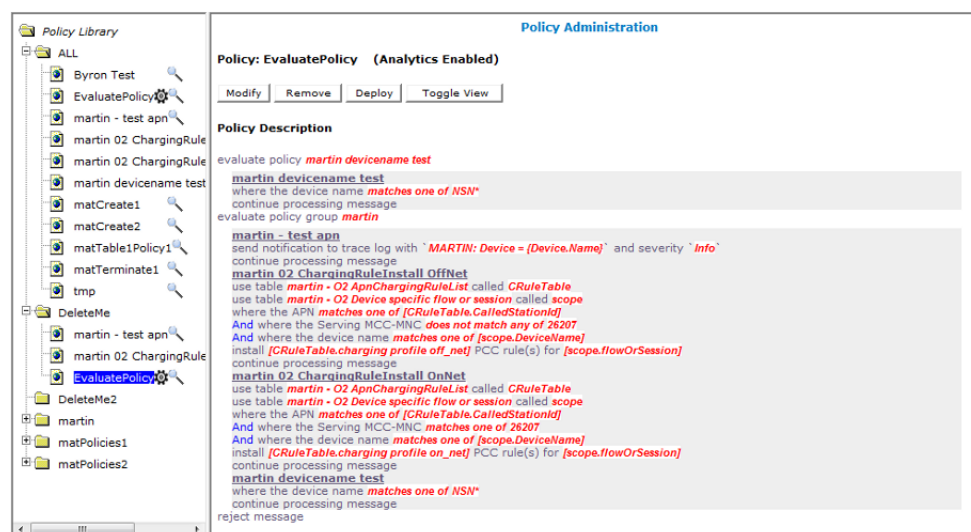 Policy Library
ALL
Byron Test
EvaluatePolicy
martin - test apn
martin 02 ChargingRule
martin 02 ChargingRule
martin devicename test
matCreate1
matCreate2
matTable1Policy1
matTerminate1
tmp
DeleteMe
martin - test apn
martin 02 ChargingRule
EvaluatePolicy
DeleteMe2
martin
matPolicies1
matPolicies2
Policy Administration
Policy: EvaluatePolicy (Analytics Enabled)
Modify Remove Deploy Toggle View
Policy Description
evaluate policy martin devicename test
martin devicename test
where the device name matches one of NSN*
continue processing message
evaluate policy group martin
martin - test apn
send notification to trace log with `MARTIN: Device = {Device.Name}` and severity `Info`
continue processing message
martin 02 ChargingRuleInstall OffNet
use table martin - O2 ApnChargingRuleList called CRuleTable
use table martin - O2 Device specific flow or session called scope
where the APN matches one of [CRuleTable.CalledStationId]
And where the Serving MCC-MNC does not match any of 26207
And where the device name matches one of [scope.DeviceName]
install [CRuleTable.charging profile off_net] PCC rule(s) for [scope.flowOrSession]
continue processing message
martin 02 ChargingRuleInstall OnNet
use table martin - O2 ApnChargingRuleList called CRuleTable
use table martin - O2 Device specific flow or session called scope
where the APN matches one of [CRuleTable.CalledStationId]
And where the Serving MCC-MNC matches one of 26207
And where the device name matches one of [scope.DeviceName]
install [CRuleTable.charging profile on_net] PCC rule(s) for [scope.flowOrSession]
continue processing message
martin devicename test
where the device name matches one of NSN*
continue processing message
reject message